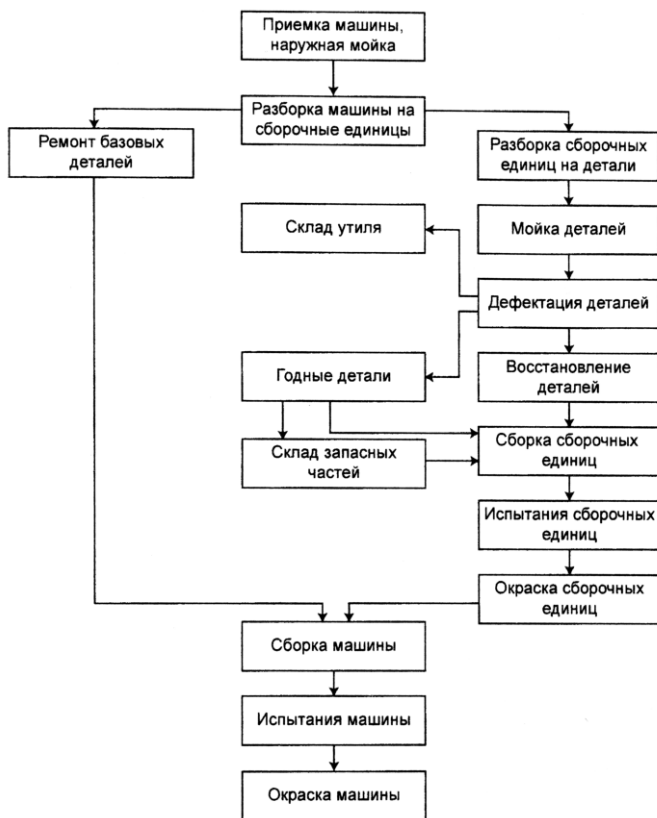 Приемка машины,
наружная мойка
Разборка машины на
сборочные единицы
Ремонт базовых
деталей
Разборка сборочных
единиц на детали
Склад утиля
Мойка деталей
Дефектация деталей
Годные детали
Восстановление
деталей
Склад запасных
частей
Сборка сборочных
единиц
Испытания сборочных
единиц
Окраска сборочных
единиц
Сборка машины
Испытания машины
Окраска машины